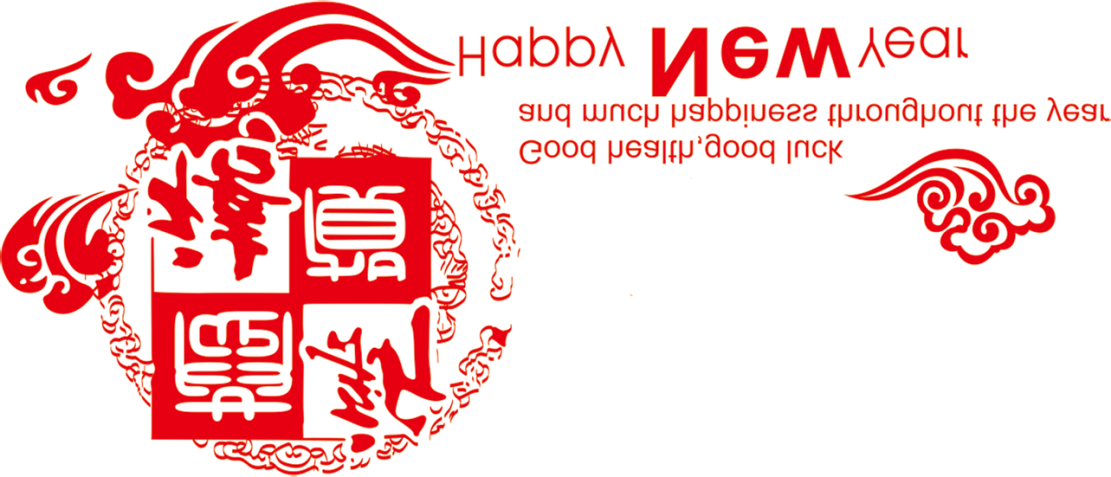 Good health,good luck
and much happiness throughout the year
Happy New Year